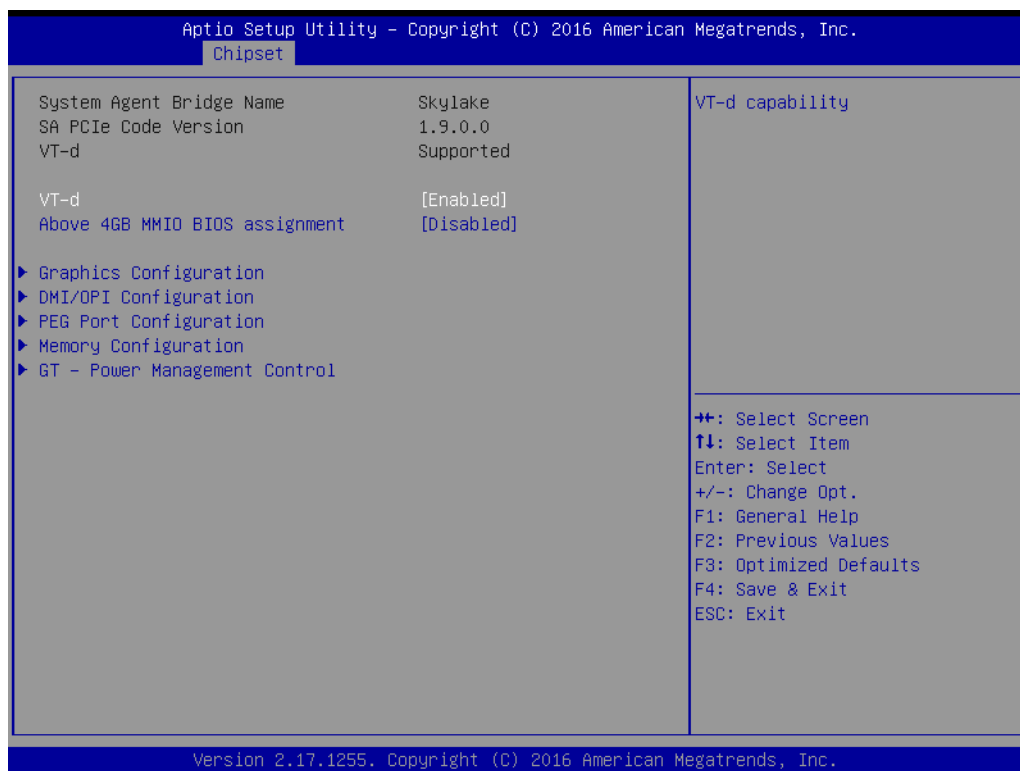 Aptio Setup Utility – Copyright (C) 2016 American Megatrends, Inc.
Chipset
System Agent Bridge Name Skylake
SA PCIe Code Version 1.9.0.0
VT-d Supported
VT-d [Enabled]
Above 4GB MMIO BIOS assignment [Disabled]
▶ Graphics Configuration
▶ DMI/OPI Configuration
▶ PEG Port Configuration
▶ Memory Configuration
▶ GT – Power Management Control
VT-d capability
→←: Select Screen
↑↓: Select Item
Enter: Select
+/-: Change Opt.
F1: General Help
F2: Previous Values
F3: Optimized Defaults
F4: Save & Exit
ESC: Exit
Version 2.17.1255. Copyright (C) 2016 American Megatrends, Inc.